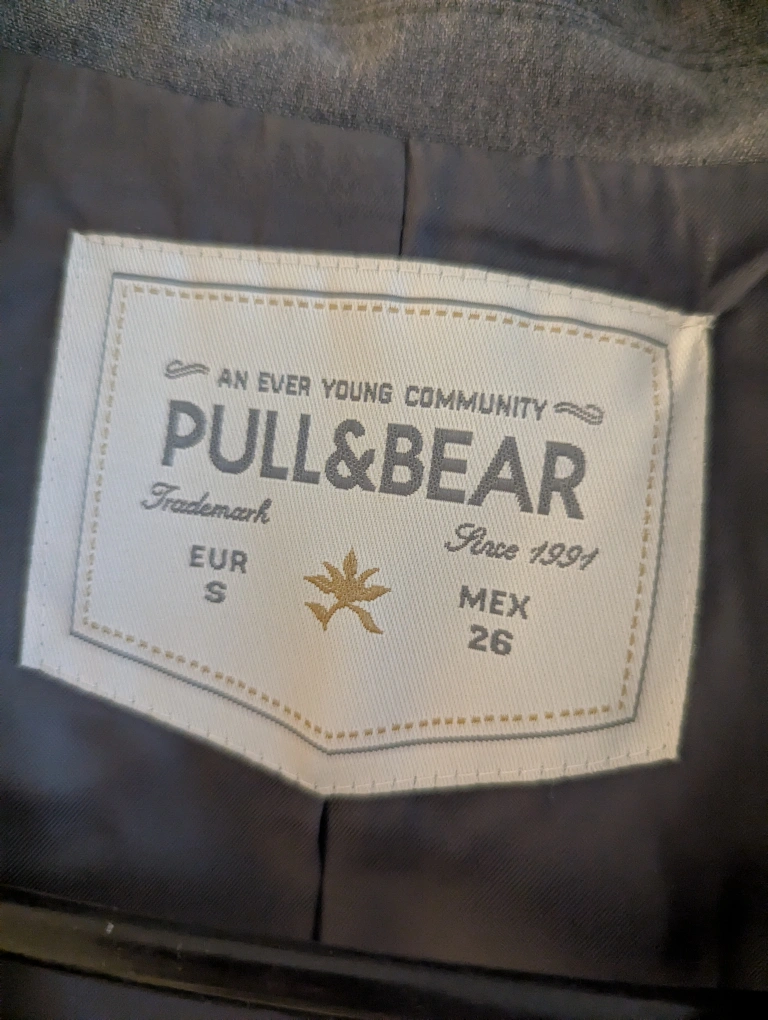 AN EVER YOUNG COMMUNITY
PULL&BEAR
Trademark
Since 1991
EUR
S
MEX
26